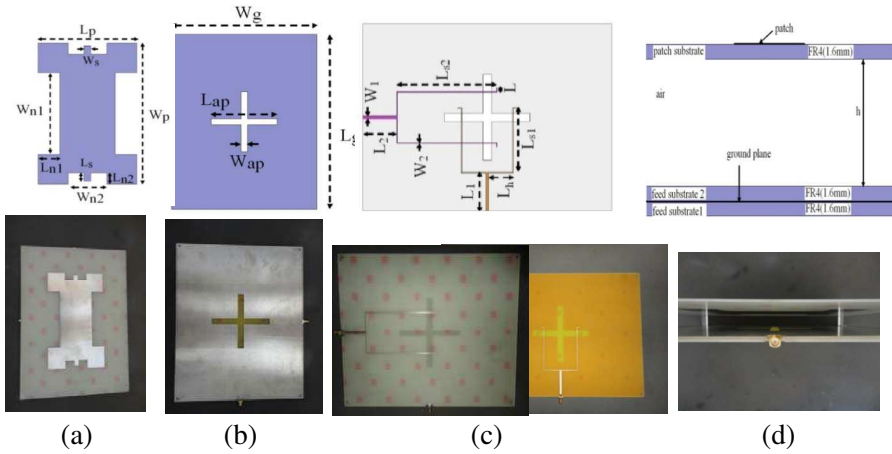 Lp
Ws
Wn1
Wp
Ln1
Ls
Ln2
Wn2
Wg
Lap
Wap
Lg
W1
Ls2
L
L2
W2
Ls1
L1
Lh
patch
patch substrate
FR4(1.6mm)
air
h
ground plane
feed substrate 2
FR4(1.6mm)
feed substrate1
FR4(1.6mm)
(a)
(b)
(c)
(d)